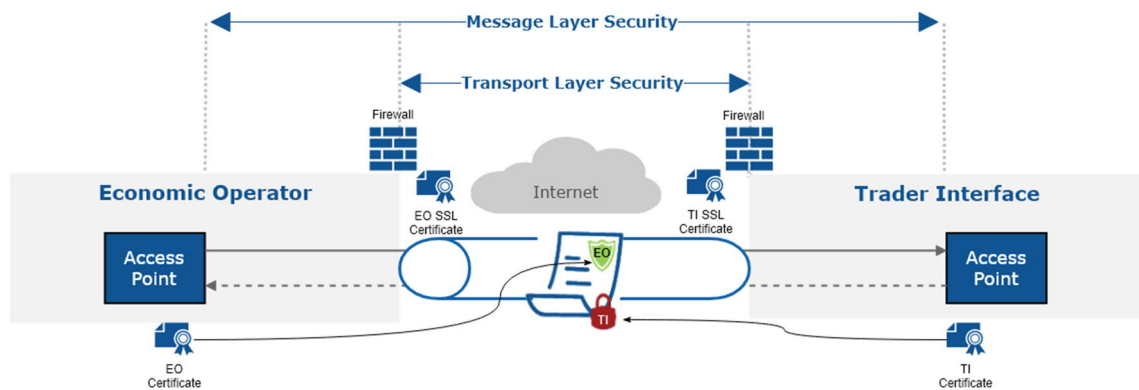 Message Layer Security
Transport Layer Security
Firewall
Firewall
Economic Operator
Internet
Trader Interface
EO SSL
Certificate
TI SSL
Certificate
Access
Point
EO
TI
Access
Point
EO
Certificate
TI
Certificate